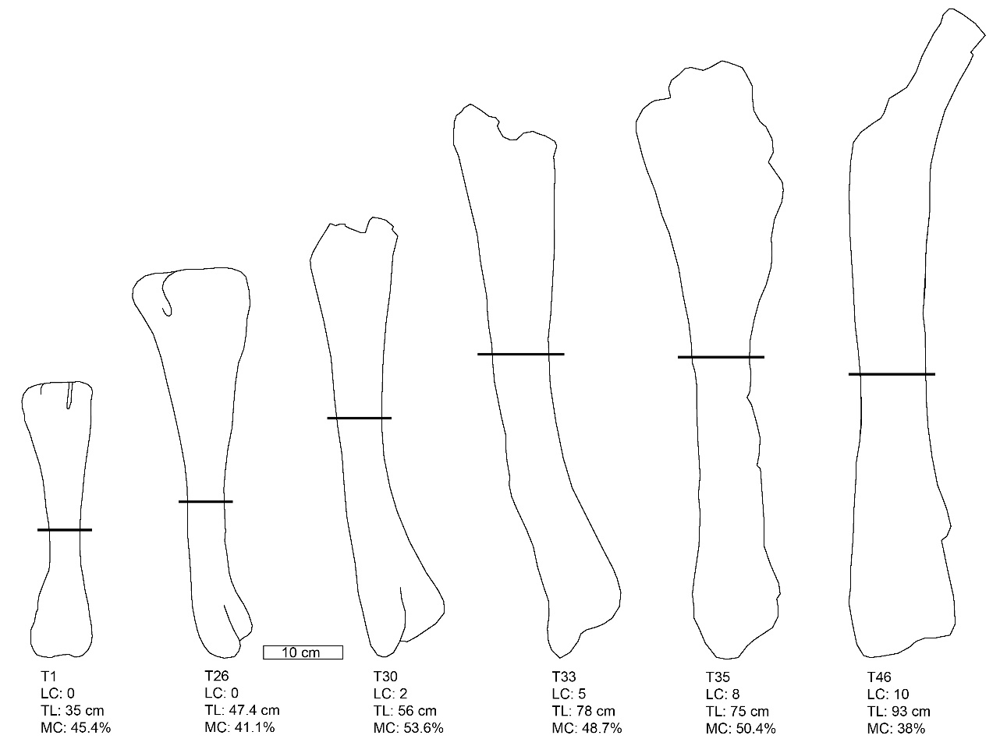 10 cm
T1
LC: 0
TL: 35 cm
MC: 45.4%
T26
LC: 0
TL: 47.4 cm
MC: 41.1%
T30
LC: 2
TL: 56 cm
MC: 53.6%
T33
LC: 5
TL: 78 cm
MC: 48.7%
T35
LC: 8
TL: 75 cm
MC: 50.4%
T46
LC: 10
TL: 93 cm
MC: 38%